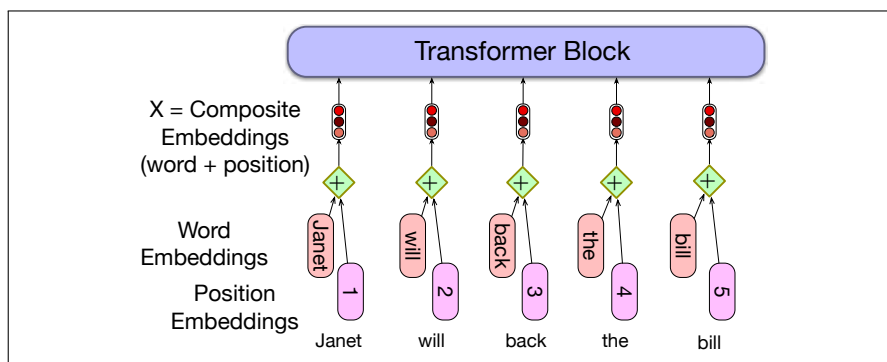 Transformer Block
X = Composite
Embeddings
(word + position)
+ + + + +
Word
Embeddings
Janet will back the bill
Position
Embeddings
1 2 3 4 5
Janet will back the bill